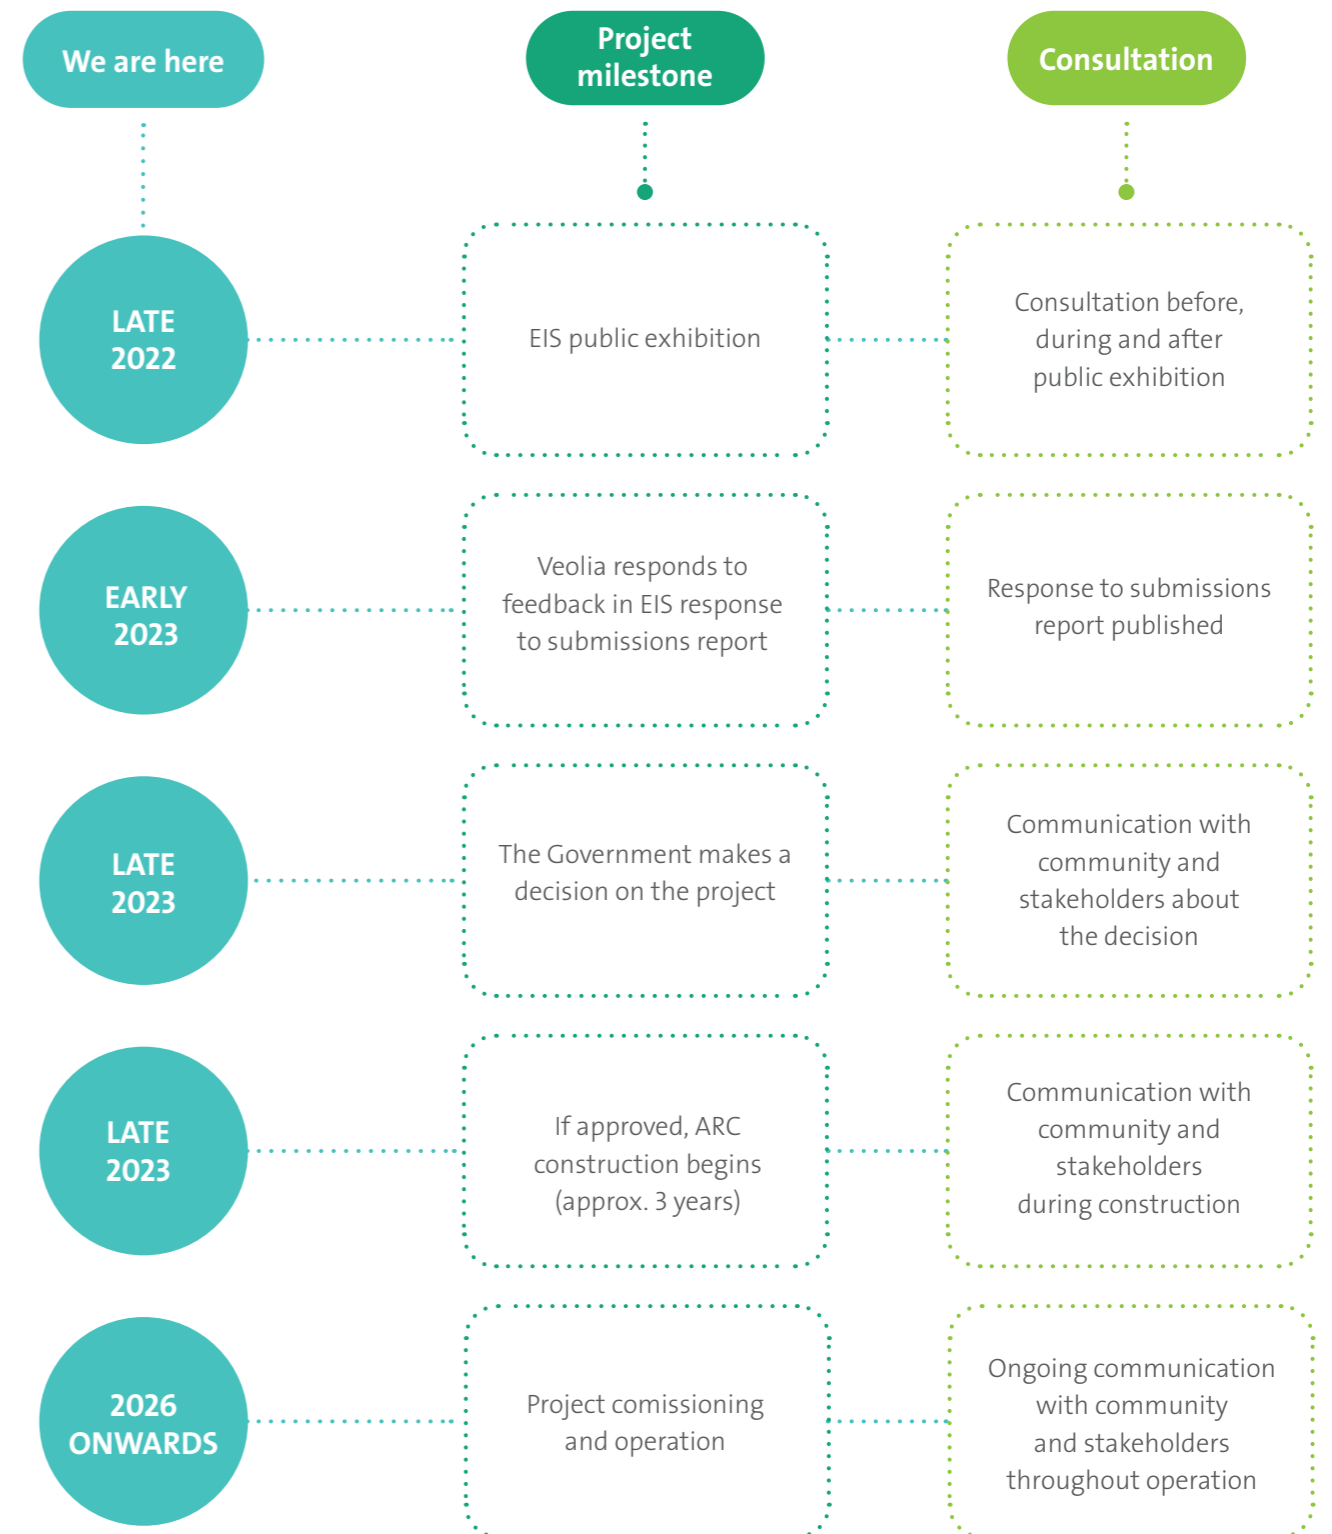 We are here
Project
milestone
Consultation
LATE
2022
EIS public exhibition
Consultation before,
during and after
public exhibition
EARLY
2023
Veolia responds to
feedback in EIS response
to submissions report
Response to submissions
report published
LATE
2023
The Government makes a
decision on the project
Communication with
community and
stakeholders about
the decision
LATE
2023
If approved, ARC
construction begins
(approx. 3 years)
Communication with
community and
stakeholders
during construction
2026
ONWARDS
Project comissioning
and operation
Ongoing communication
with community
and stakeholders
throughout operation